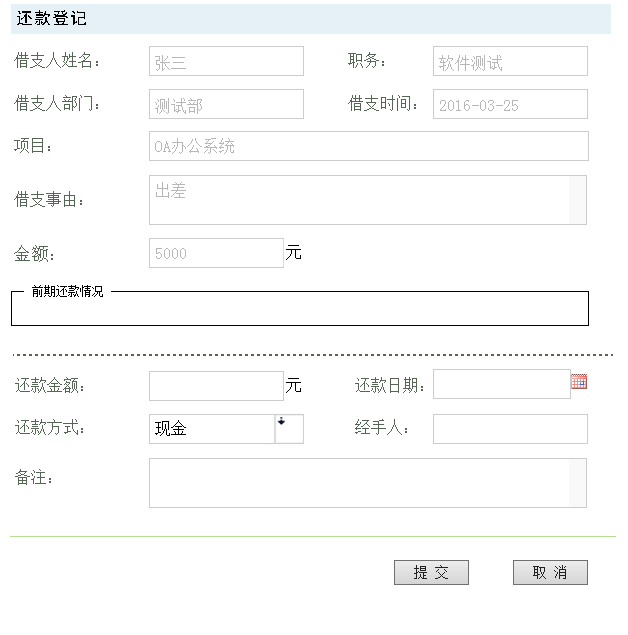 还款登记
借支人姓名： 张三 职务： 软件测试
借支人部门： 测试部 借支时间： 2016-03-25
项目： OA办公系统
借支事由： 出差
金额： 5000 元
前期还款情况
还款金额： 元 还款日期：
还款方式： 现金 经手人：
备注：
提 交 取 消